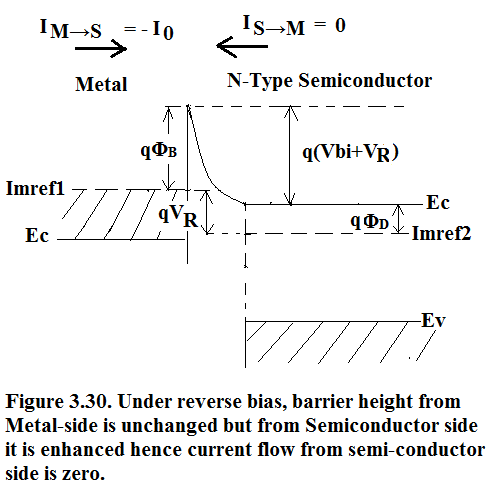 I M→S = - I0 I S→M = 0
Metal N-Type Semiconductor
qΦB q(Vbi+VR)
Imref1
qVR Ec
Ec qΦD Imref2
Ev
Figure 3.30. Under reverse bias, barrier height from
Metal-side is unchanged but from Semiconductor side
it is enhanced hence current flow from semi-conductor
side is zero.